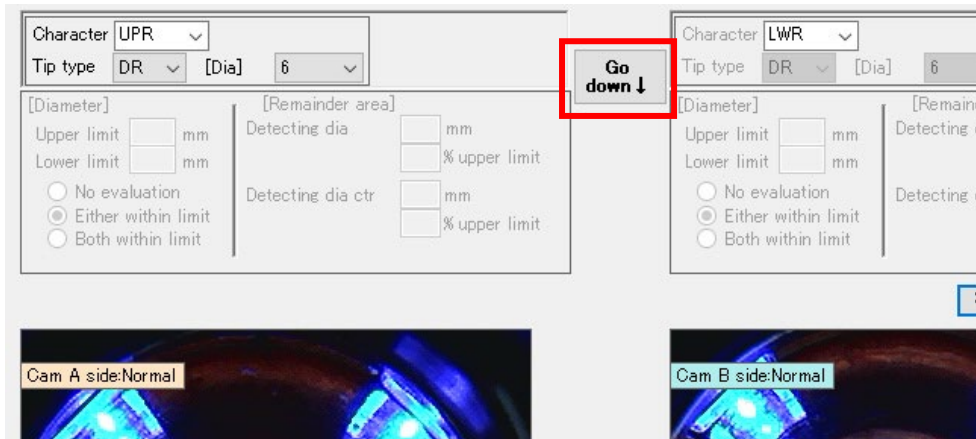 Character UPR
Tip type DR [Dia] 6
[Diameter] [Remainder area]
Upper limit mm Detecting dia mm
Lower limit mm % upper limit
No evaluation Detecting dia ctr mm
Either within limit % upper limit
Both within limit
Go
down ↓
Character LWR
Tip type DR [Dia] 6
[Diameter]
Upper limit mm Detecting
Lower limit mm
No evaluation Detecting
Either within limit
Both within limit
Cam A side:Normal
Cam B side:Normal